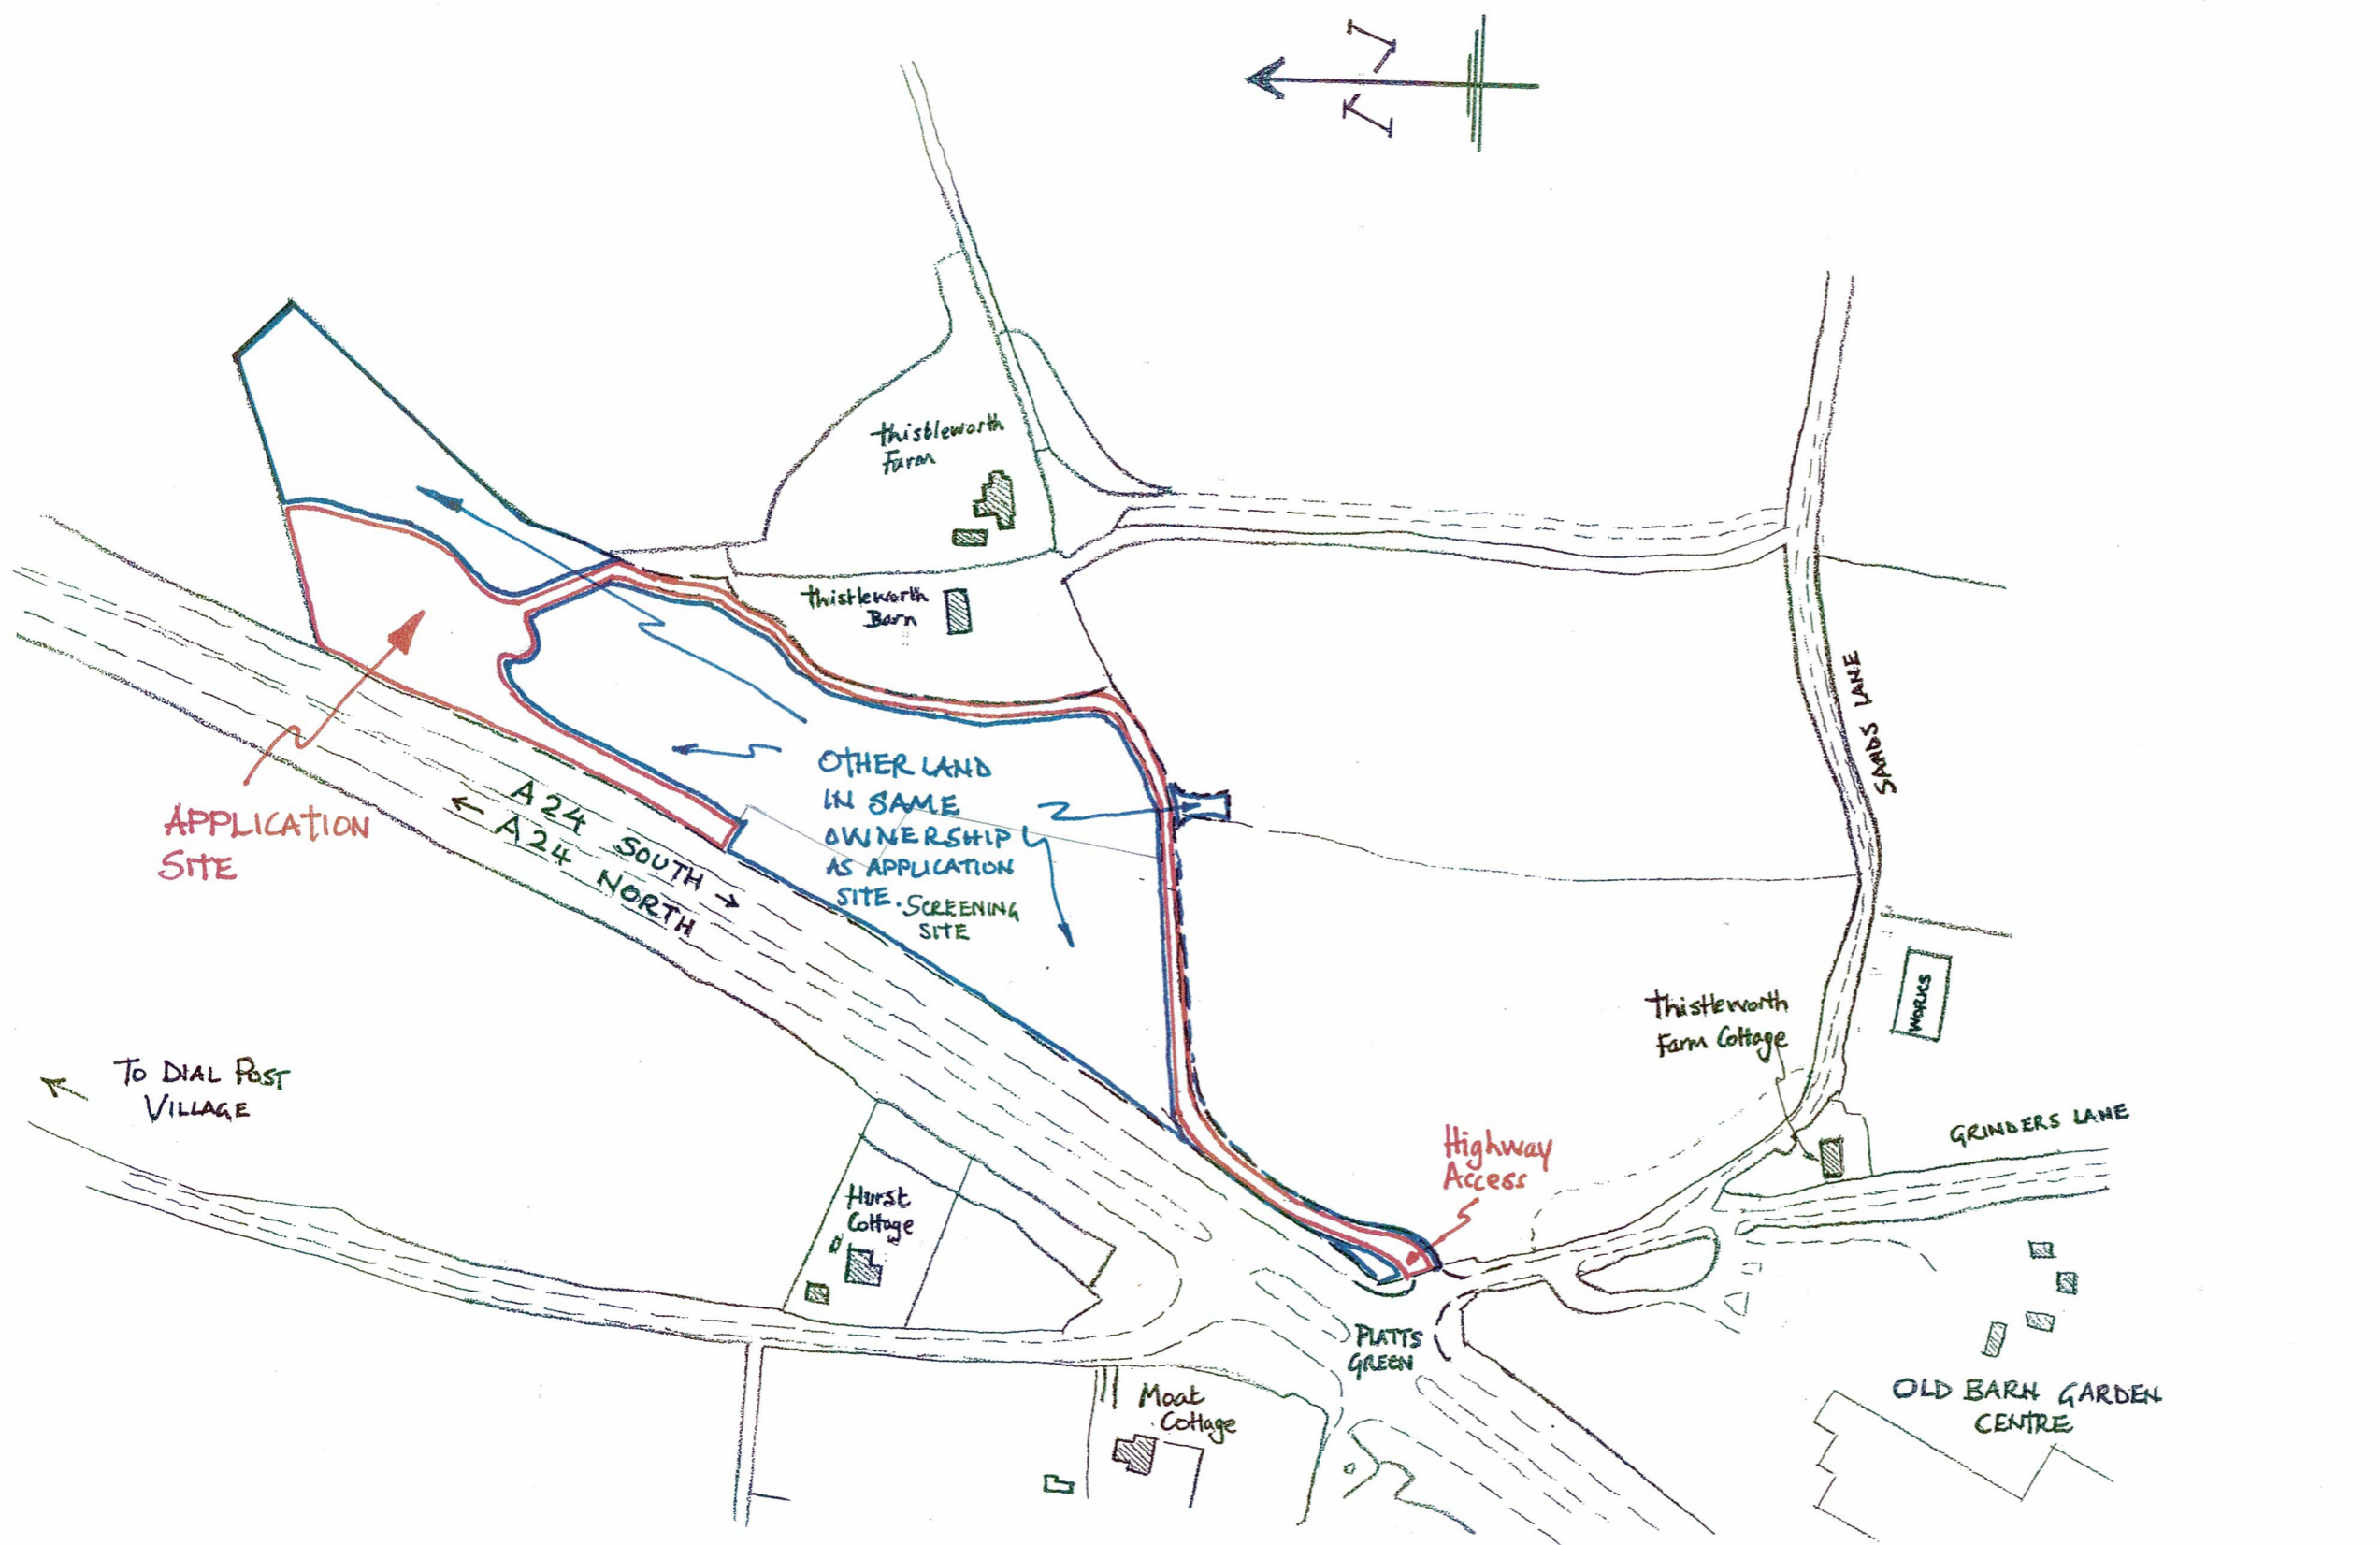 N
Thistleworth
Farm
Thistleworth
Barn
SANDS LANE
OTHER LAND
IN SAME
OWNERSHIP
AS APPLICATION
SITE. SCREENING
SITE
APPLICATION
SITE
A24 SOUTH →
← A24 NORTH
WORKS
Thistleworth
Farm Cottage
TO DIAL POST
VILLAGE
GRINDERS LANE
Highway
Access
Hurst
Cottage
PLATTS
GREEN
Moat
Cottage
OLD BARN GARDEN
CENTRE